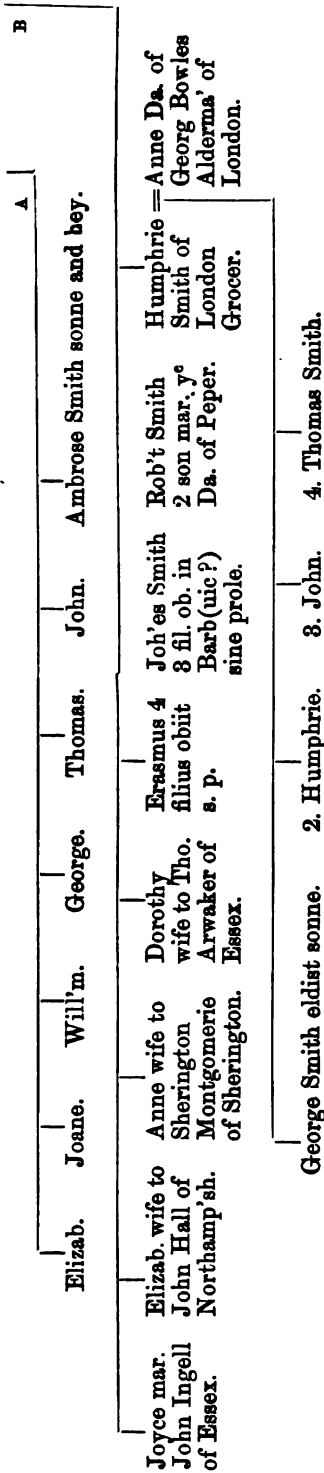 A
B
Elizab. Joane. Will'm. George. Thomas. John. Ambrose Smith sonne and hey.
Joyce mar.
John Ingell
of Essex.
Elizab. wife to
John Hall of
Northamp'sh.
Anne wife to
Sherington
Montgomerie
of Sherington.
Dorothy
wife to Tho.
Arwaker of
Essex.
Erasmus 4
filius obiit
s. p.
Joh'es Smith
3 fil. ob. in
Barb(uic?)
sine prole.
Rob't Smith
2 son mar. yᵉ
Da. of Peper.
Humphrie
Smith of
London
Grocer.
=Anne Da. of
Georg Bowles
Alderma' of
London.
George Smith eldist sonne. 2. Humphrie. 3. John. 4. Thomas Smith.